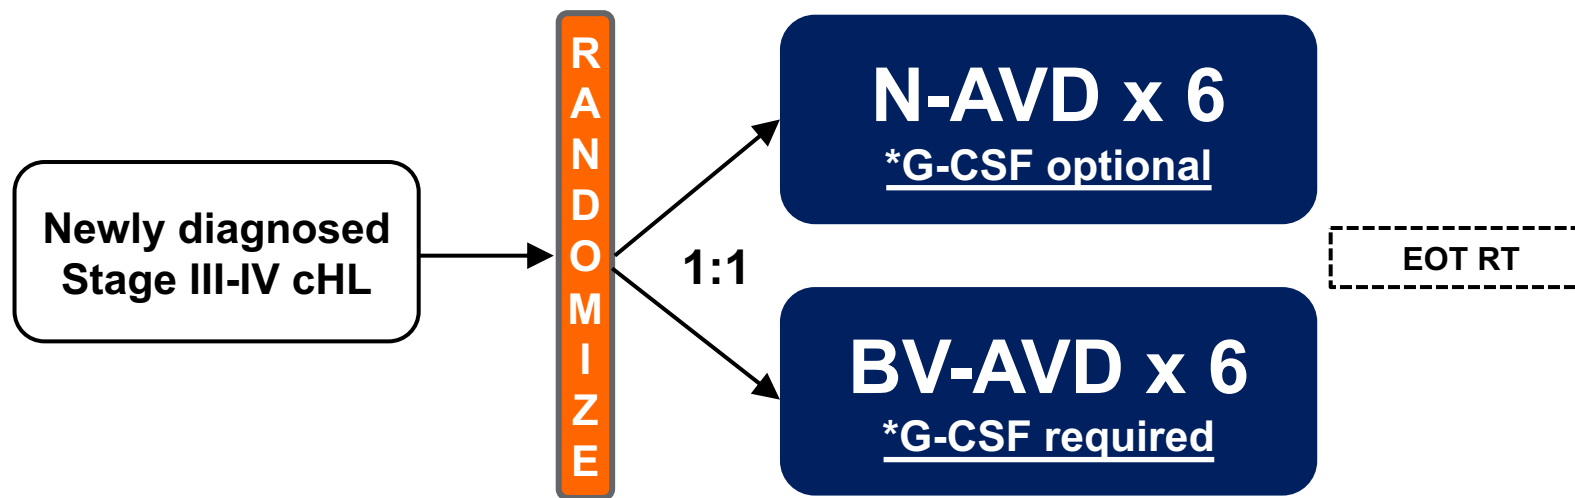 Newly diagnosed
Stage III-IV cHL
RANDOMIZE
1:1
N-AVD x 6
*G-CSF optional
BV-AVD x 6
*G-CSF required
EOT RT